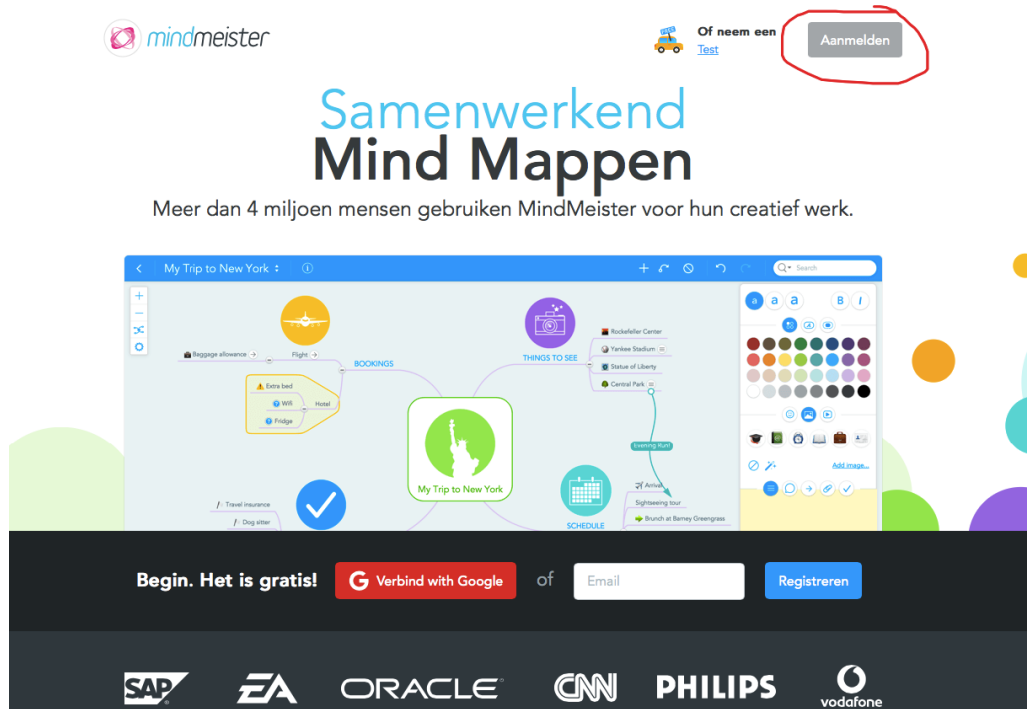 mindmeister
Of neem een
Test
Aanmelden
Samenwerkend
Mind Mappen
Meer dan 4 miljoen mensen gebruiken MindMeister voor hun creatief werk.
My Trip to New York
Search
a a a B I
Baggage allowance
Flight
BOOKINGS
Extra bed
Wifi
Hotel
Fridge
THINGS TO SEE
Rockefeller Center
Yankee Stadium
Statue of Liberty
Central Park
Evening Run!
My Trip to New York
Add image...
Travel insurance
Dog sitter
SCHEDULE
Arrival
Sightseeing tour
Brunch at Barney Greengrass
Begin. Het is gratis!
G Verbind with Google
of
Email
Registreren
SAP
EA
ORACLE
CNN
PHILIPS
vodafone